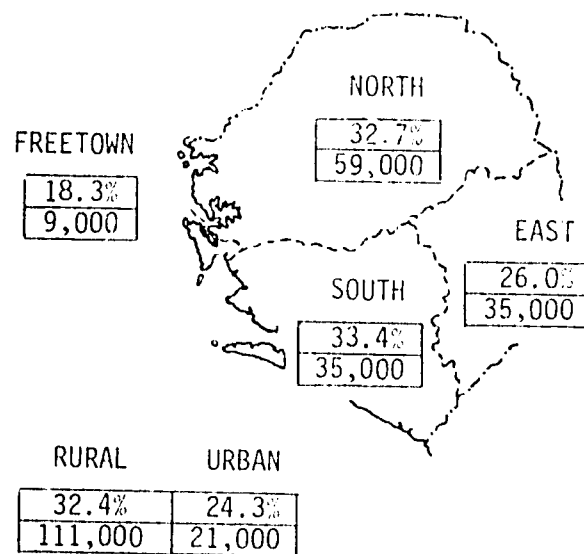 NORTH
32.7%
59,000
FREETOWN
18.3%
9,000
EAST
26.0%
35,000
SOUTH
33.4%
35,000
RURAL URBAN
32.4% 24.3%
111,000 21,000